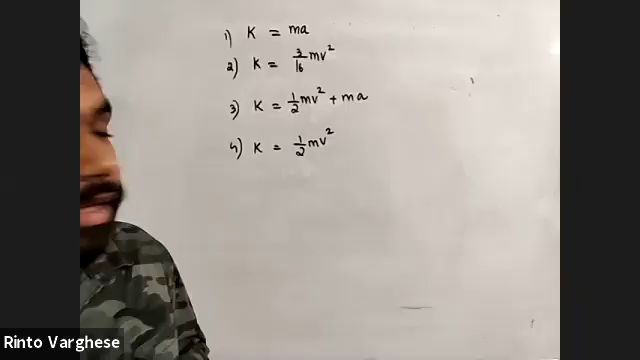 1) K = ma
2) K = 3/16 mv²
3) K = 1/2 mv² + ma
4) K = 1/2 mv²
Rinto Varghese